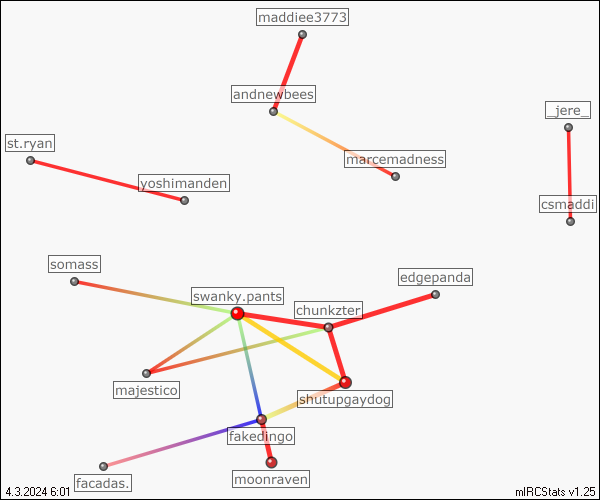 maddiee3773
andnewbees
_jere_
st.ryan
marcemadness
yoshimanden
csmaddi
somass
edgepanda
swanky.pants
chunkzter
majestico
shutupgaydog
fakedingo
moonraven
facadas.
4.3.2024 6:01
mIRCStats v1.25